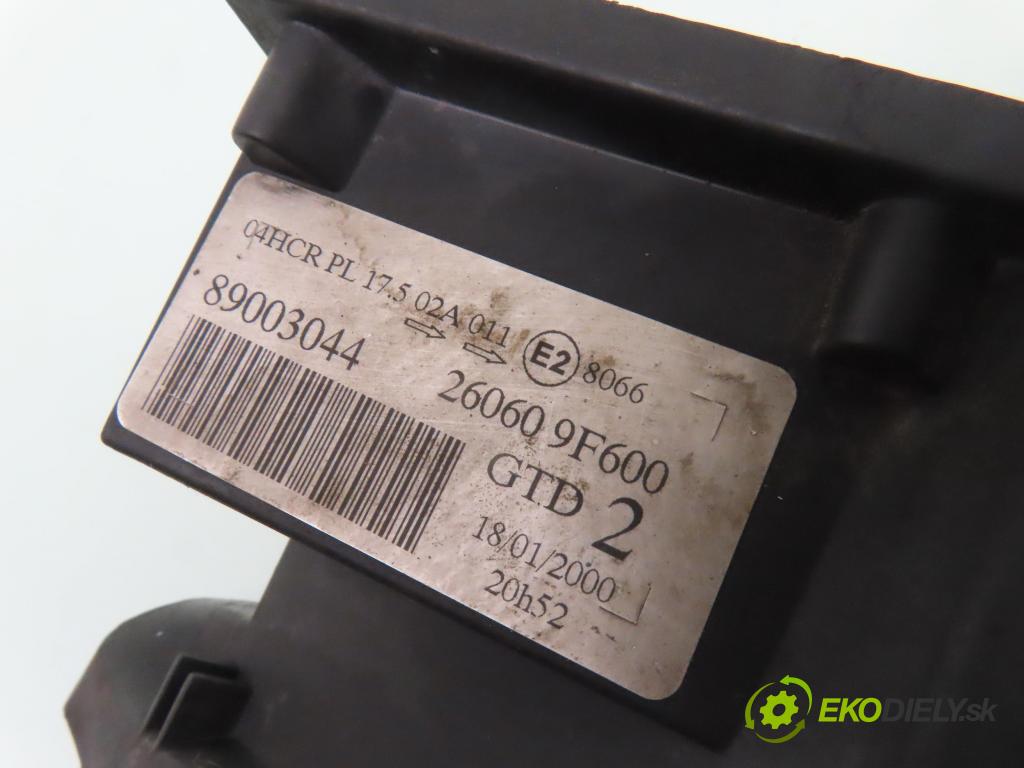 04HCR PL 17.5 02A 011 E2 8066
89003044
26060 9F600
GTD 2
18/01/2000
20h52
EKODIELY.sk